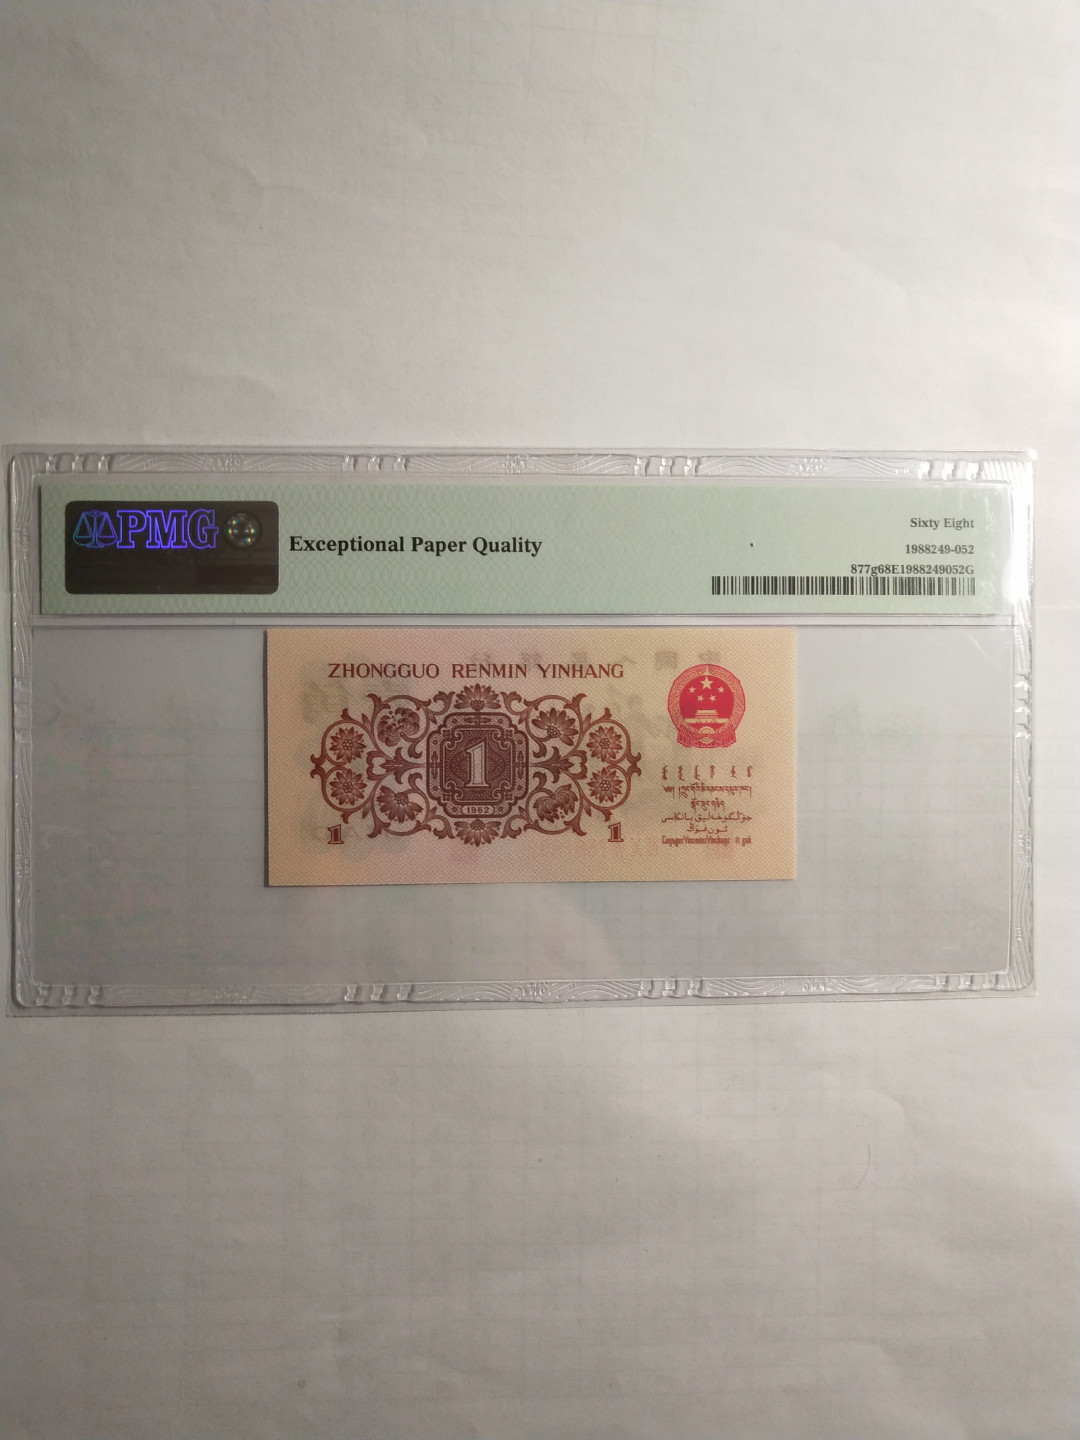 PMG
Exceptional Paper Quality
Sixty Eight
1988249-052
877g68E1988249052G
ZHONGGUO RENMIN YINHANG
1
1962
1
1